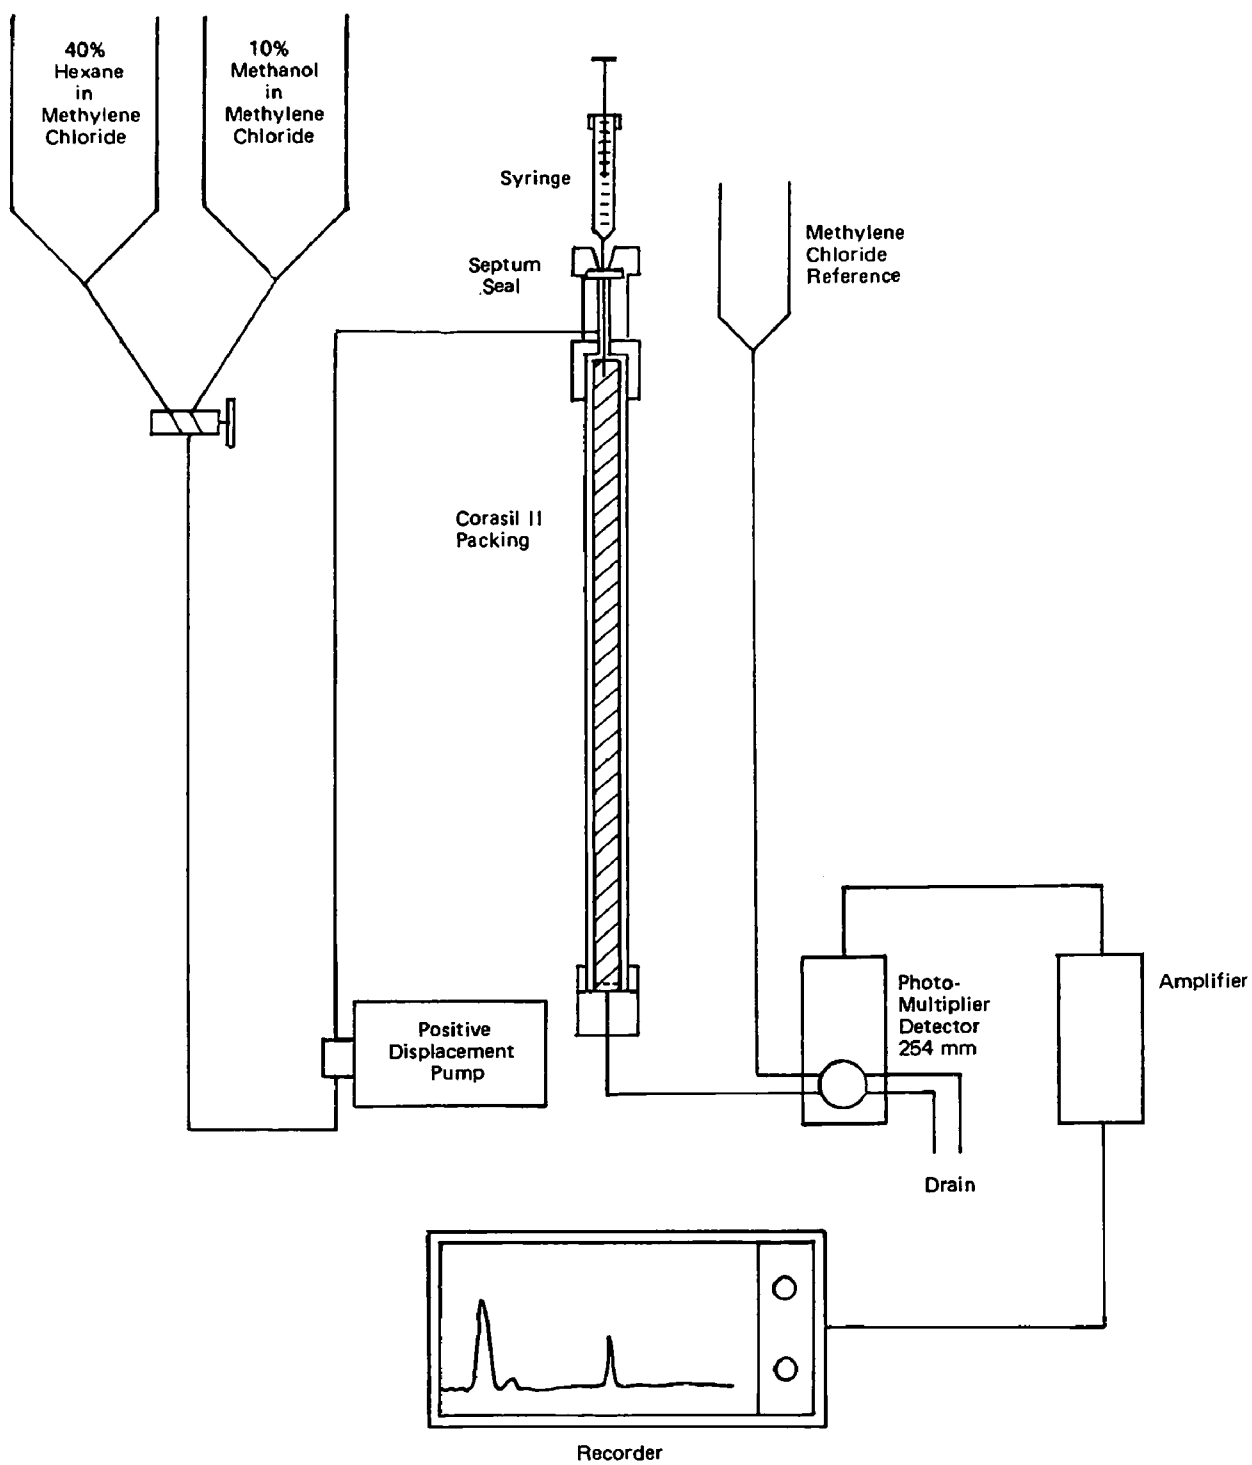 40%
Hexane
in
Methylene
Chloride
10%
Methanol
in
Methylene
Chloride
Syringe
Septum
Seal
Methylene
Chloride
Reference
Corasil II
Packing
Positive
Displacement
Pump
Photo-
Multiplier
Detector
254 mm
Amplifier
Drain
Recorder